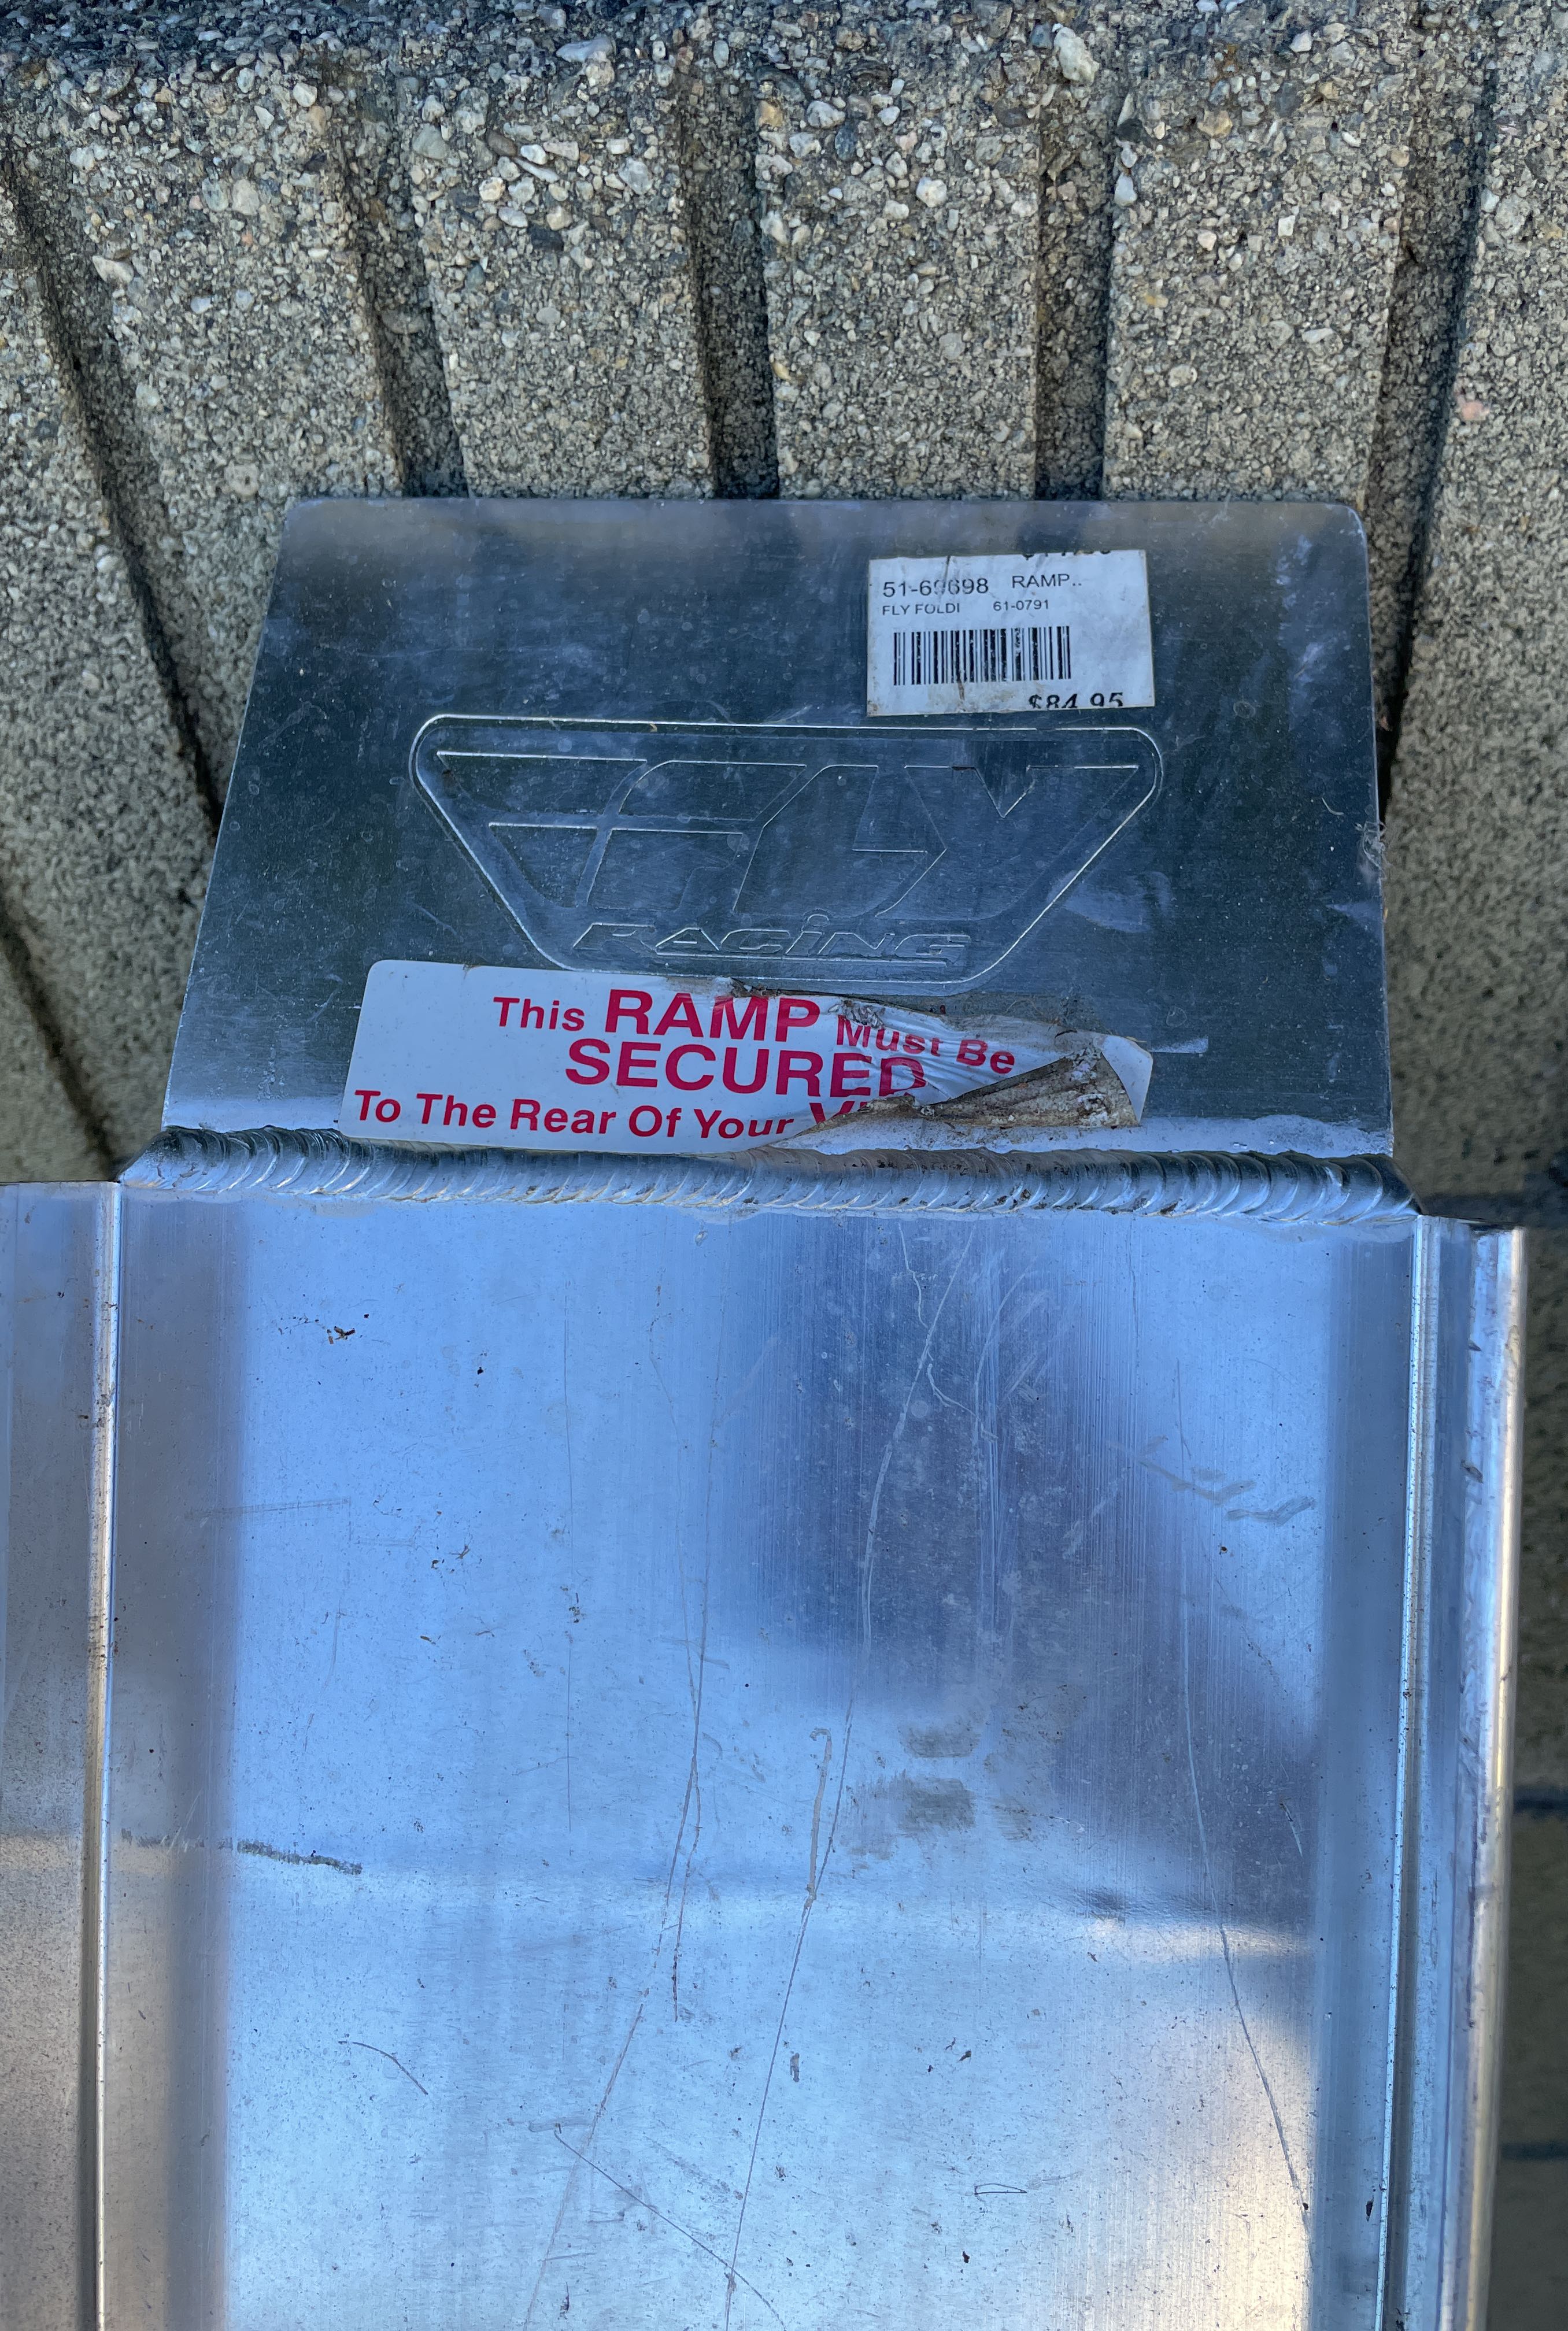 51-69698 RAMP..
FLY FOLDI 61-0791
$84.95
FLY
RACING
This RAMP Must Be
SECURED
To The Rear Of Your